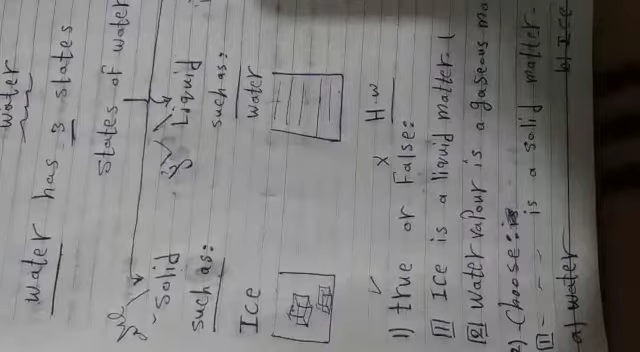 water
water has 3 states
States of water
Solid Liquid
such as: such as:
Ice water
H.w
1) true ✓ or False: X
[1] Ice is a liquid matter (
[2] Water vapour is a gaseous ma
2) Choose:
[1] - - - is a solid matter.
a) water b) Ice